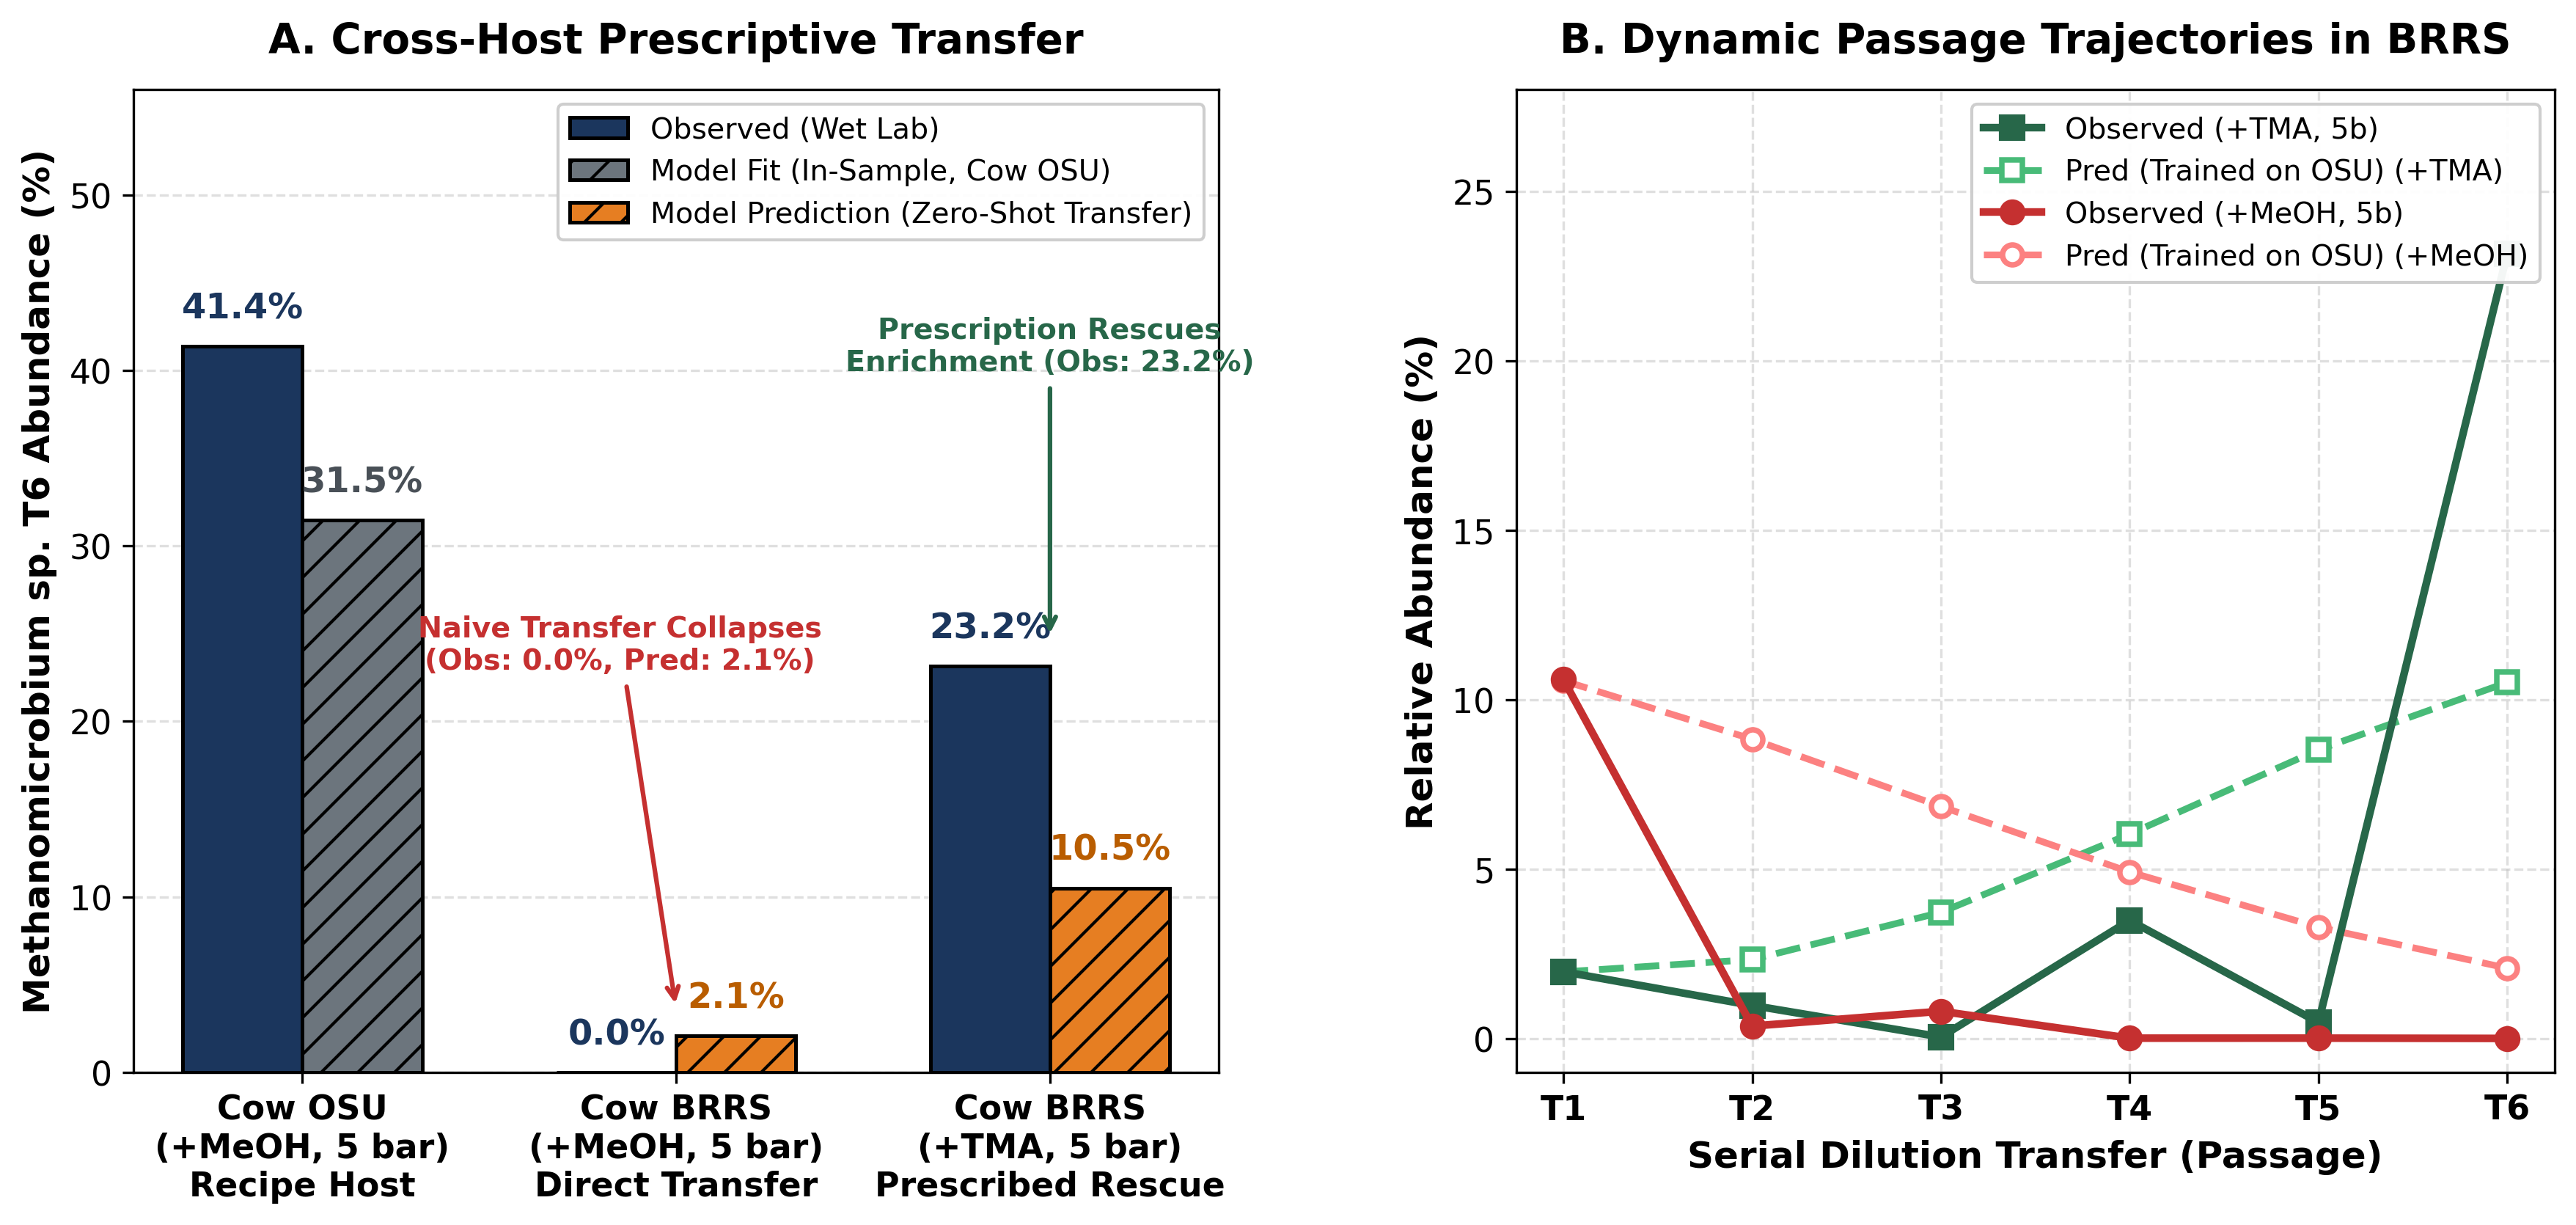 A. Cross-Host Prescriptive Transfer
Methanomicrobium sp. T6 Abundance (%)
50
40
30
20
10
0
Observed (Wet Lab)
Model Fit (In-Sample, Cow OSU)
Model Prediction (Zero-Shot Transfer)
41.4%
31.5%
Naive Transfer Collapses
(Obs: 0.0%, Pred: 2.1%)
0.0%
2.1%
Prescription Rescues
Enrichment (Obs: 23.2%)
23.2%
10.5%
Cow OSU
(+MeOH, 5 bar)
Recipe Host
Cow BRRS
(+MeOH, 5 bar)
Direct Transfer
Cow BRRS
(+TMA, 5 bar)
Prescribed Rescue
B. Dynamic Passage Trajectories in BRRS
Relative Abundance (%)
25
20
15
10
5
0
Observed (+TMA, 5b)
Pred (Trained on OSU) (+TMA)
Observed (+MeOH, 5b)
Pred (Trained on OSU) (+MeOH)
T1
T2
T3
T4
T5
T6
Serial Dilution Transfer (Passage)